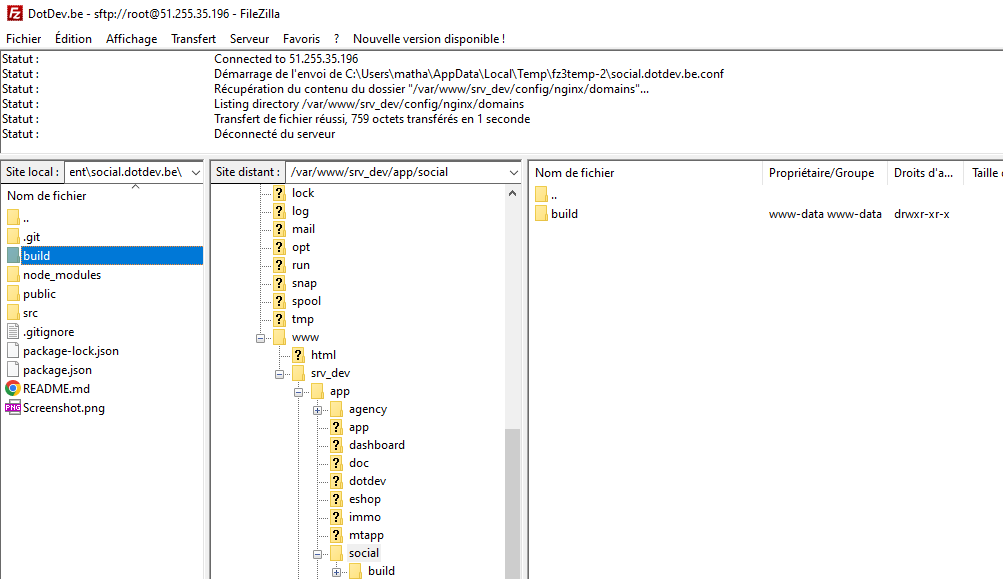 DotDev.be - sftp://root@51.255.35.196 - FileZilla
Fichier Édition Affichage Transfert Serveur Favoris ? Nouvelle version disponible !
Statut : Connected to 51.255.35.196
Statut : Démarrage de l'envoi de C:\Users\matha\AppData\Local\Temp\fz3temp-2\social.dotdev.be.conf
Statut : Récupération du contenu du dossier "/var/www/srv_dev/config/nginx/domains"...
Statut : Listing directory /var/www/srv_dev/config/nginx/domains
Statut : Transfert de fichier réussi, 759 octets transférés en 1 seconde
Statut : Déconnecté du serveur
Site local : ent\social.dotdev.be\
Nom de fichier
..
.git
build
node_modules
public
src
.gitignore
package-lock.json
package.json
README.md
PNG Screenshot.png
Site distant : /var/www/srv_dev/app/social
? lock
? log
? mail
? opt
? run
? snap
? spool
? tmp
www
? html
srv_dev
app
agency
? app
? dashboard
? doc
? dotdev
? eshop
? immo
? mtapp
social
build
Nom de fichier Propriétaire/Groupe Droits d'a... Taille
..
build www-data www-data drwxr-xr-x